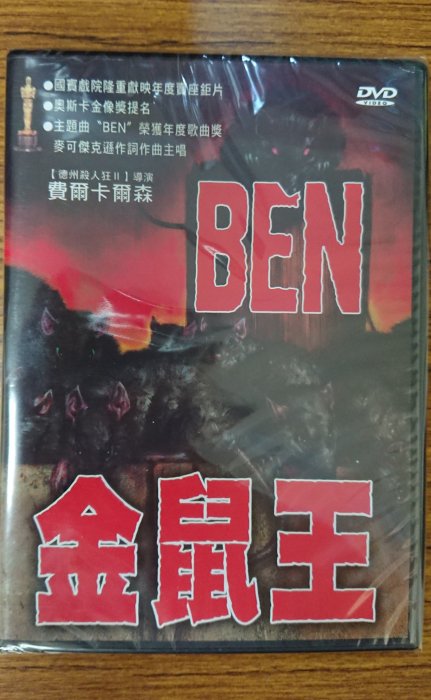 ●國賓戲院隆重獻映年度賣座鉅片
●奧斯卡金像獎提名
●主題曲〝BEN〞榮獲年度歌曲獎
麥可傑克遜作詞作曲主唱
【德州殺人狂II】導演
費爾卡爾森
DVD
VIDEO
BEN
金鼠王